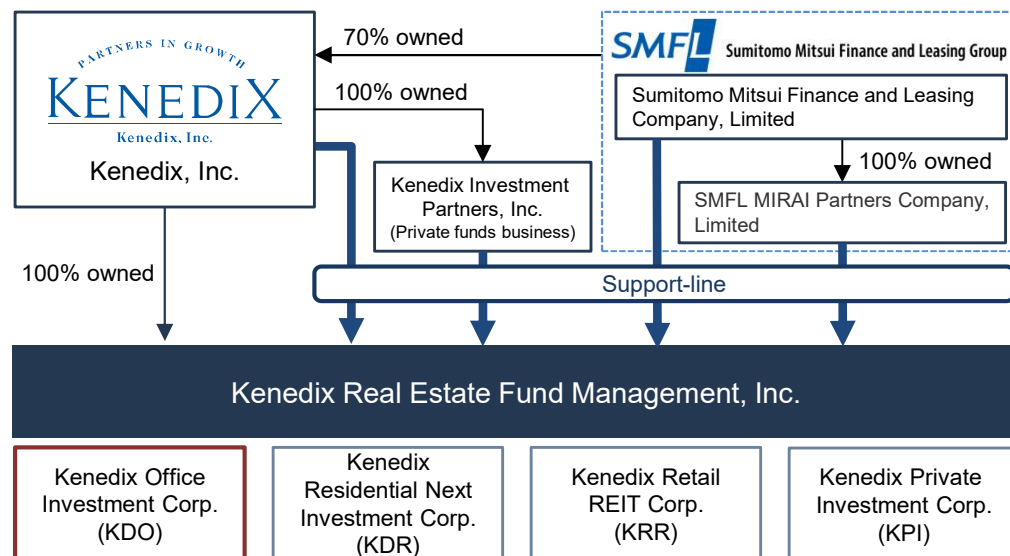 PARTNERS IN GROWTH
KENEDIX
Kenedix, Inc.
Kenedix, Inc.
70% owned
100% owned
SMFL Sumitomo Mitsui Finance and Leasing Group
Sumitomo Mitsui Finance and Leasing
Company, Limited
100% owned
Kenedix Investment
Partners, Inc.
(Private funds business)
SMFL MIRAI Partners Company,
Limited
100% owned
Support-line
Kenedix Real Estate Fund Management, Inc.
Kenedix Office
Investment Corp.
(KDO)
Kenedix
Residential Next
Investment Corp.
(KDR)
Kenedix Retail
REIT Corp.
(KRR)
Kenedix Private
Investment Corp.
(KPI)